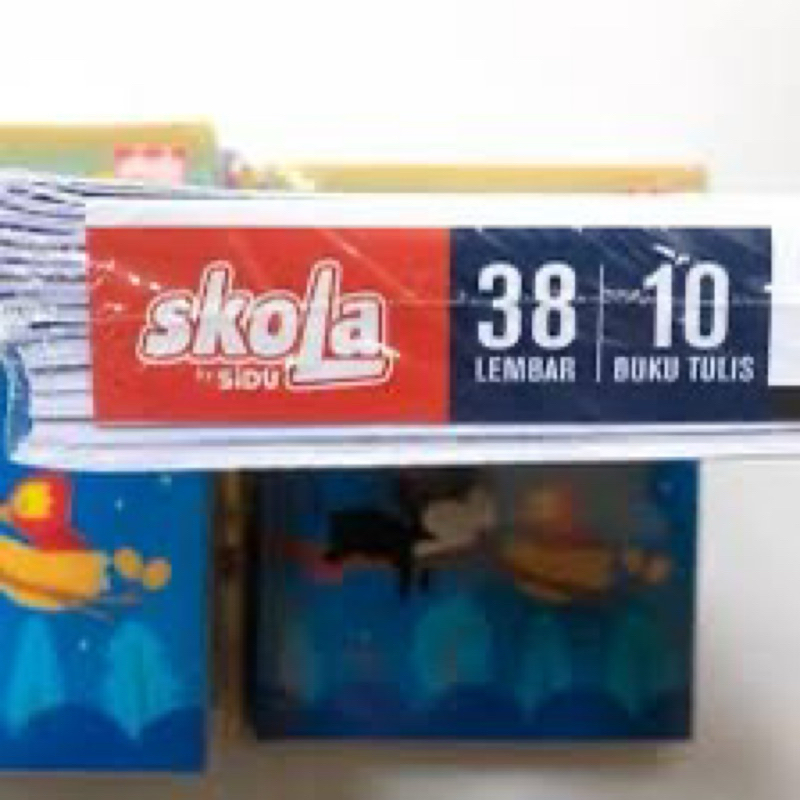 skoLa
by SiDU
38
LEMBAR
10
BUKU TULIS